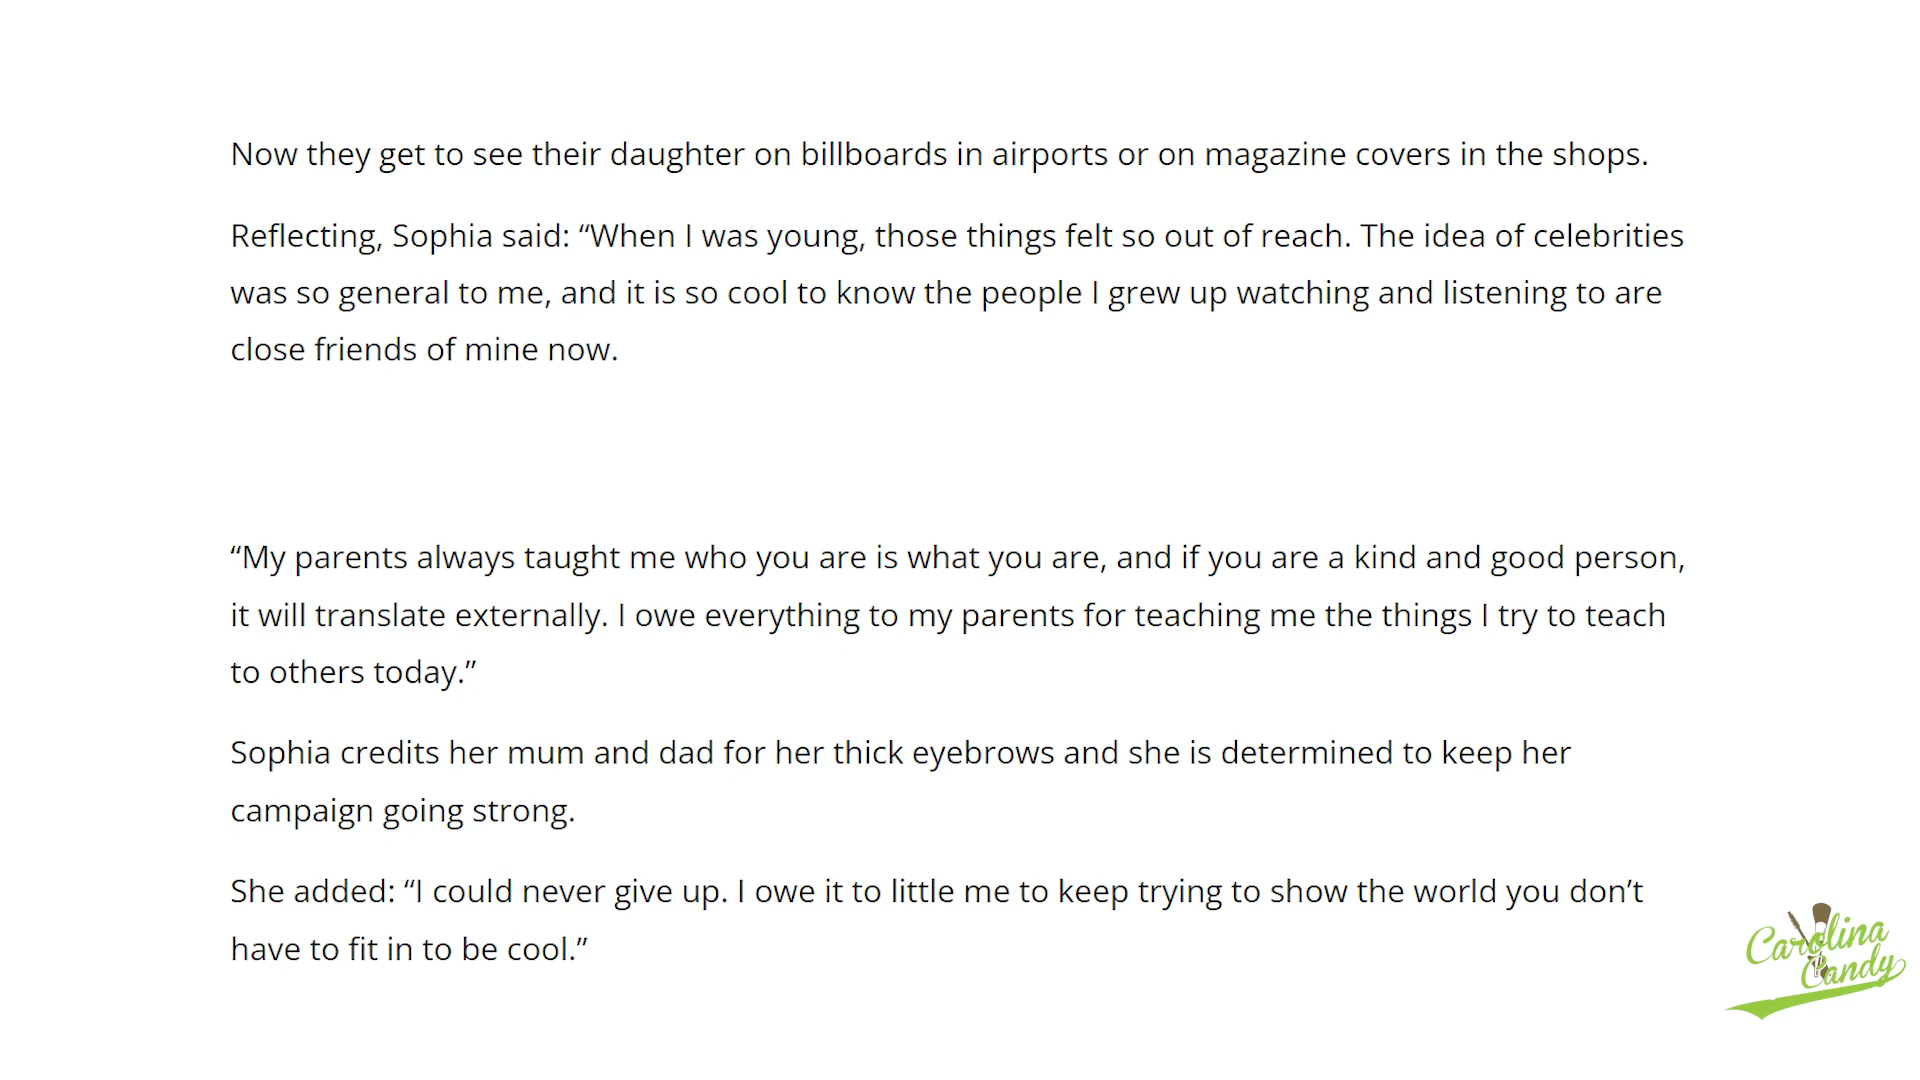 Now they get to see their daughter on billboards in airports or on magazine covers in the shops.
Reflecting, Sophia said: “When I was young, those things felt so out of reach. The idea of celebrities
was so general to me, and it is so cool to know the people I grew up watching and listening to are
close friends of mine now.
“My parents always taught me who you are is what you are, and if you are a kind and good person,
it will translate externally. I owe everything to my parents for teaching me the things I try to teach
to others today.”
Sophia credits her mum and dad for her thick eyebrows and she is determined to keep her
campaign going strong.
She added: “I could never give up. I owe it to little me to keep trying to show the world you don’t
have to fit in to be cool.”
Carolina
Candy